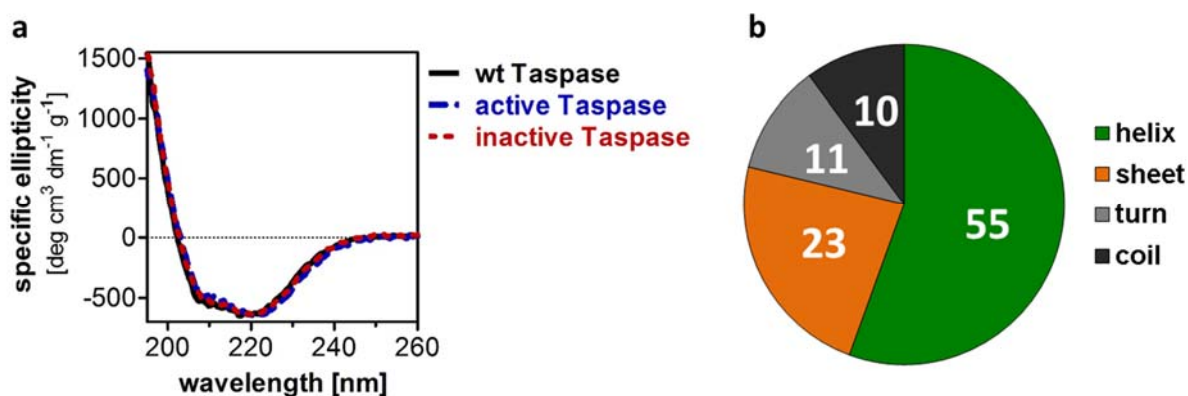 a
specific ellipticity
[deg cm³ dm⁻¹ g⁻¹]
1500
1000
500
0
-500
200 220 240 260
wavelength [nm]
wt Taspase
active Taspase
inactive Taspase
b
10
11
23
55
helix
sheet
turn
coil